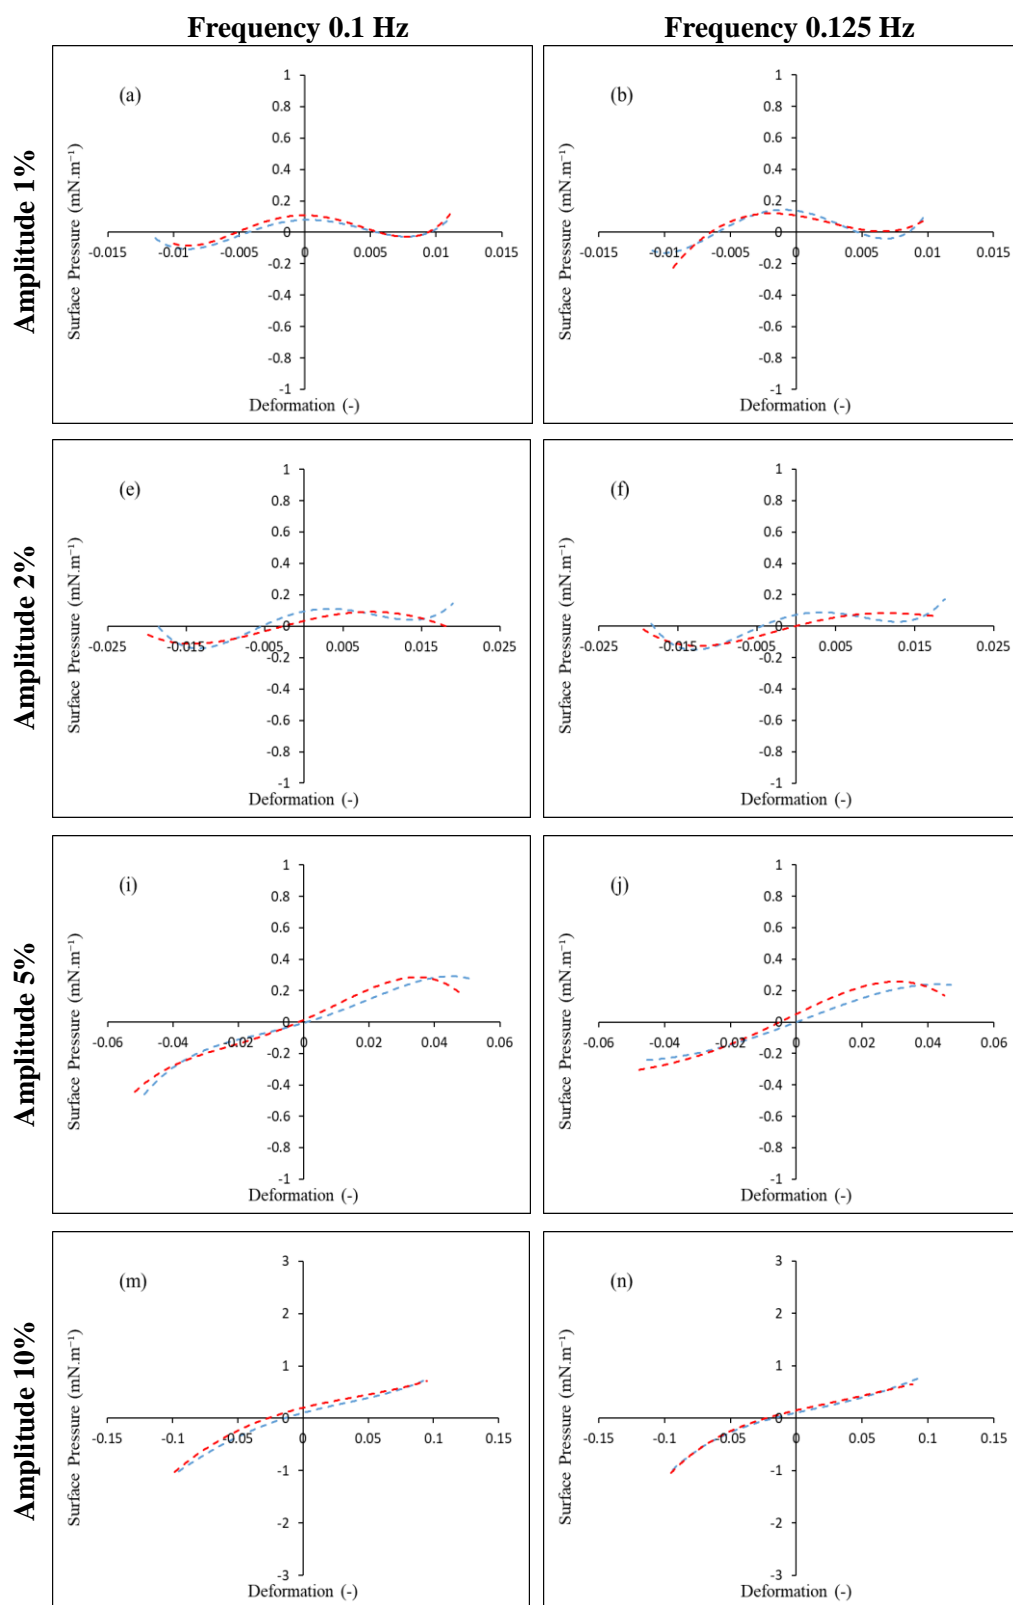 Frequency 0.1 Hz
Frequency 0.125 Hz
Amplitude 1%
(a)
Surface Pressure (mN.m⁻¹)
1
0.8
0.6
0.4
0.2
0
-0.2
-0.4
-0.6
-0.8
-1
-0.015 -0.01 -0.005 0 0.005 0.01 0.015
Deformation (-)
(b)
Surface Pressure (mN.m⁻¹)
1
0.8
0.6
0.4
0.2
0
-0.2
-0.4
-0.6
-0.8
-1
-0.015 -0.01 -0.005 0 0.005 0.01 0.015
Deformation (-)
Amplitude 2%
(e)
Surface Pressure (mN.m⁻¹)
1
0.8
0.6
0.4
0.2
0
-0.2
-0.4
-0.6
-0.8
-1
-0.025 -0.015 -0.005 0.005 0.015 0.025
Deformation (-)
(f)
Surface Pressure (mN.m⁻¹)
1
0.8
0.6
0.4
0.2
0
-0.2
-0.4
-0.6
-0.8
-1
-0.025 -0.015 -0.005 0.005 0.015 0.025
Deformation (-)
Amplitude 5%
(i)
Surface Pressure (mN.m⁻¹)
1
0.8
0.6
0.4
0.2
0
-0.2
-0.4
-0.6
-0.8
-1
-0.06 -0.04 -0.02 0 0.02 0.04 0.06
Deformation (-)
(j)
Surface Pressure (mN.m⁻¹)
1
0.8
0.6
0.4
0.2
0
-0.2
-0.4
-0.6
-0.8
-1
-0.06 -0.04 -0.02 0 0.02 0.04 0.06
Deformation (-)
Amplitude 10%
(m)
Surface Pressure (mN.m⁻¹)
3
2
1
0
-1
-2
-3
-0.15 -0.1 -0.05 0 0.05 0.1 0.15
Deformation (-)
(n)
Surface Pressure (mN.m⁻¹)
3
2
1
0
-1
-2
-3
-0.15 -0.1 -0.05 0 0.05 0.1 0.15
Deformation (-)